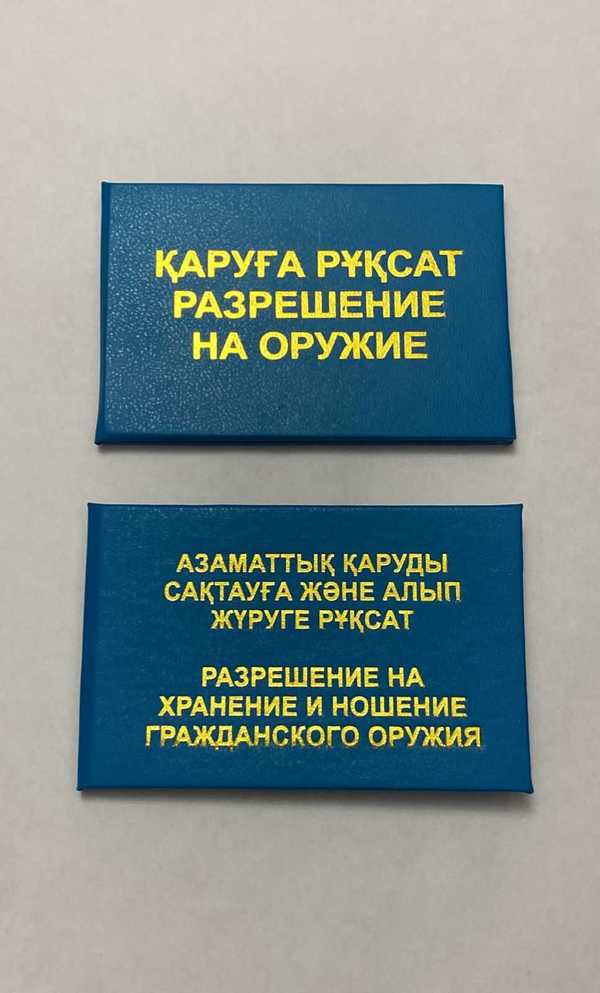 ҚАРУҒА РҰҚСАТ
РАЗРЕШЕНИЕ
НА ОРУЖИЕ
АЗАМАТТЫҚ ҚАРУДЫ
САҚТАУҒА ЖӘНЕ АЛЫП
ЖҮРУГЕ РҰҚСАТ
РАЗРЕШЕНИЕ НА
ХРАНЕНИЕ И НОШЕНИЕ
ГРАЖДАНСКОГО ОРУЖИЯ